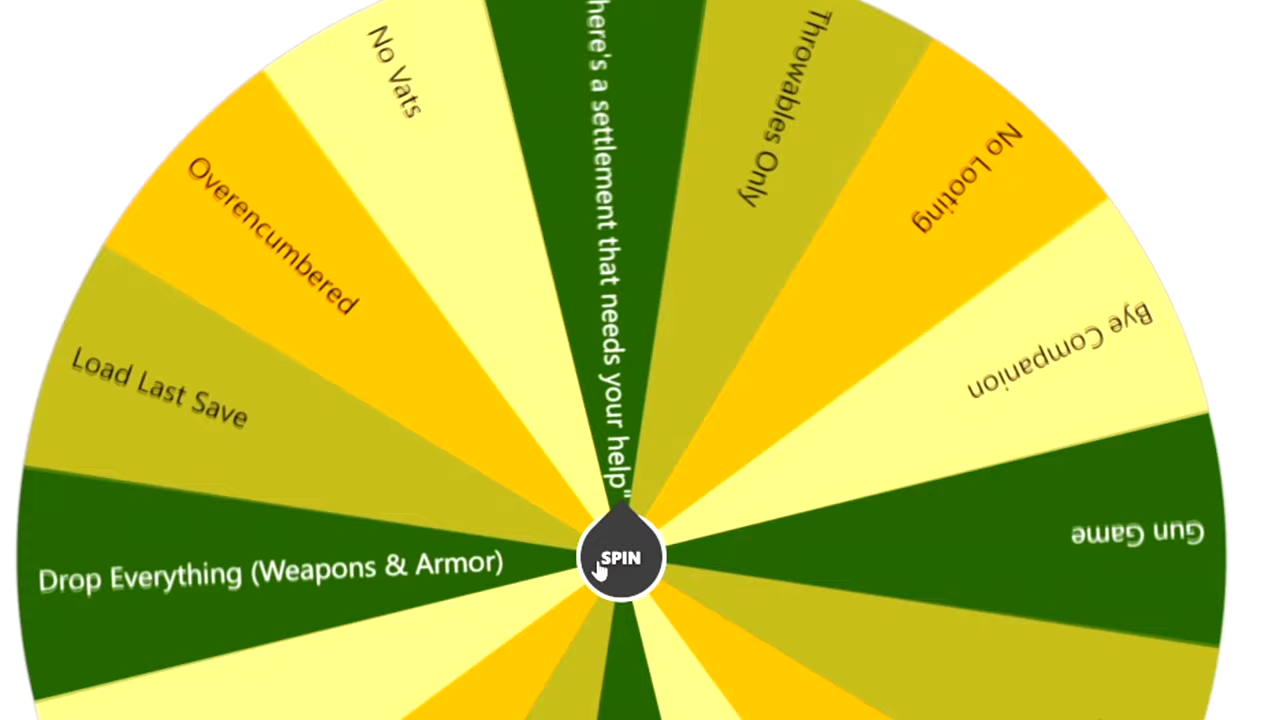 Drop Everything (Weapons & Armor)
Load Last Save
Overencumbered
No Vats
here's a settlement that needs your help"
Throwables Only
No Looting
Bye Companion
Gun Game
SPIN